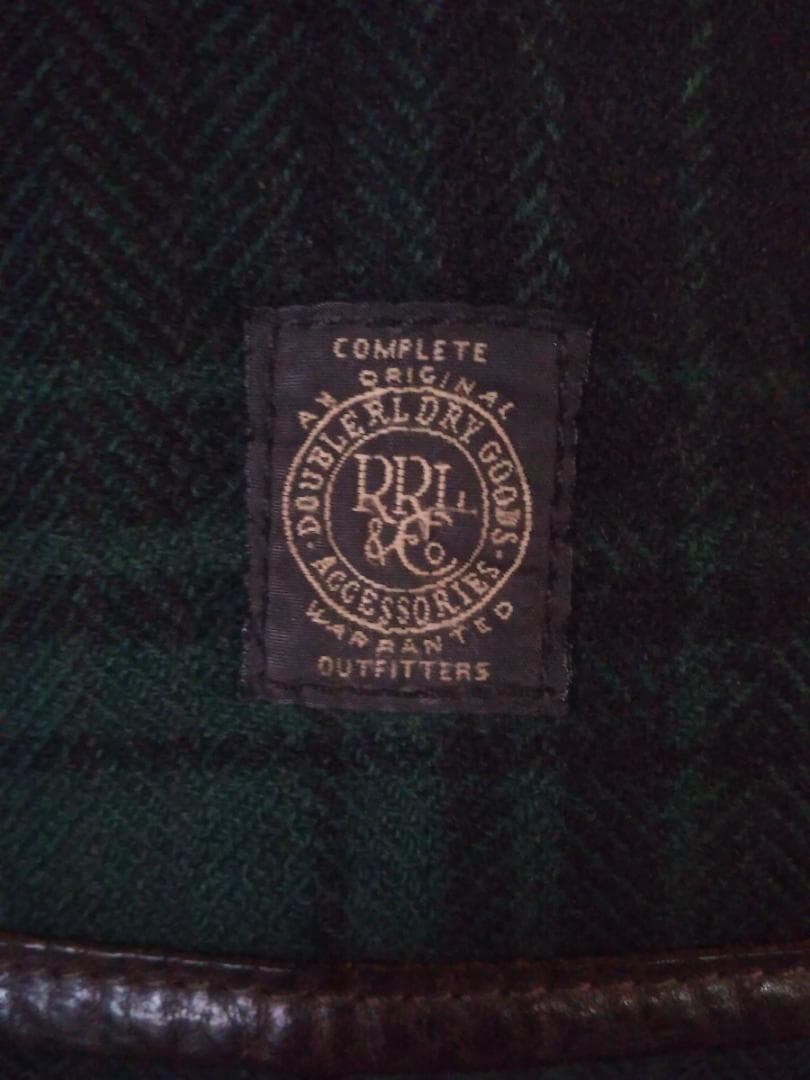 COMPLETE
AN ORIGINAL
DOUBLE RL DRY GOODS
RRL
& Co
· ACCESSORIES ·
WARRANTED
OUTFITTERS